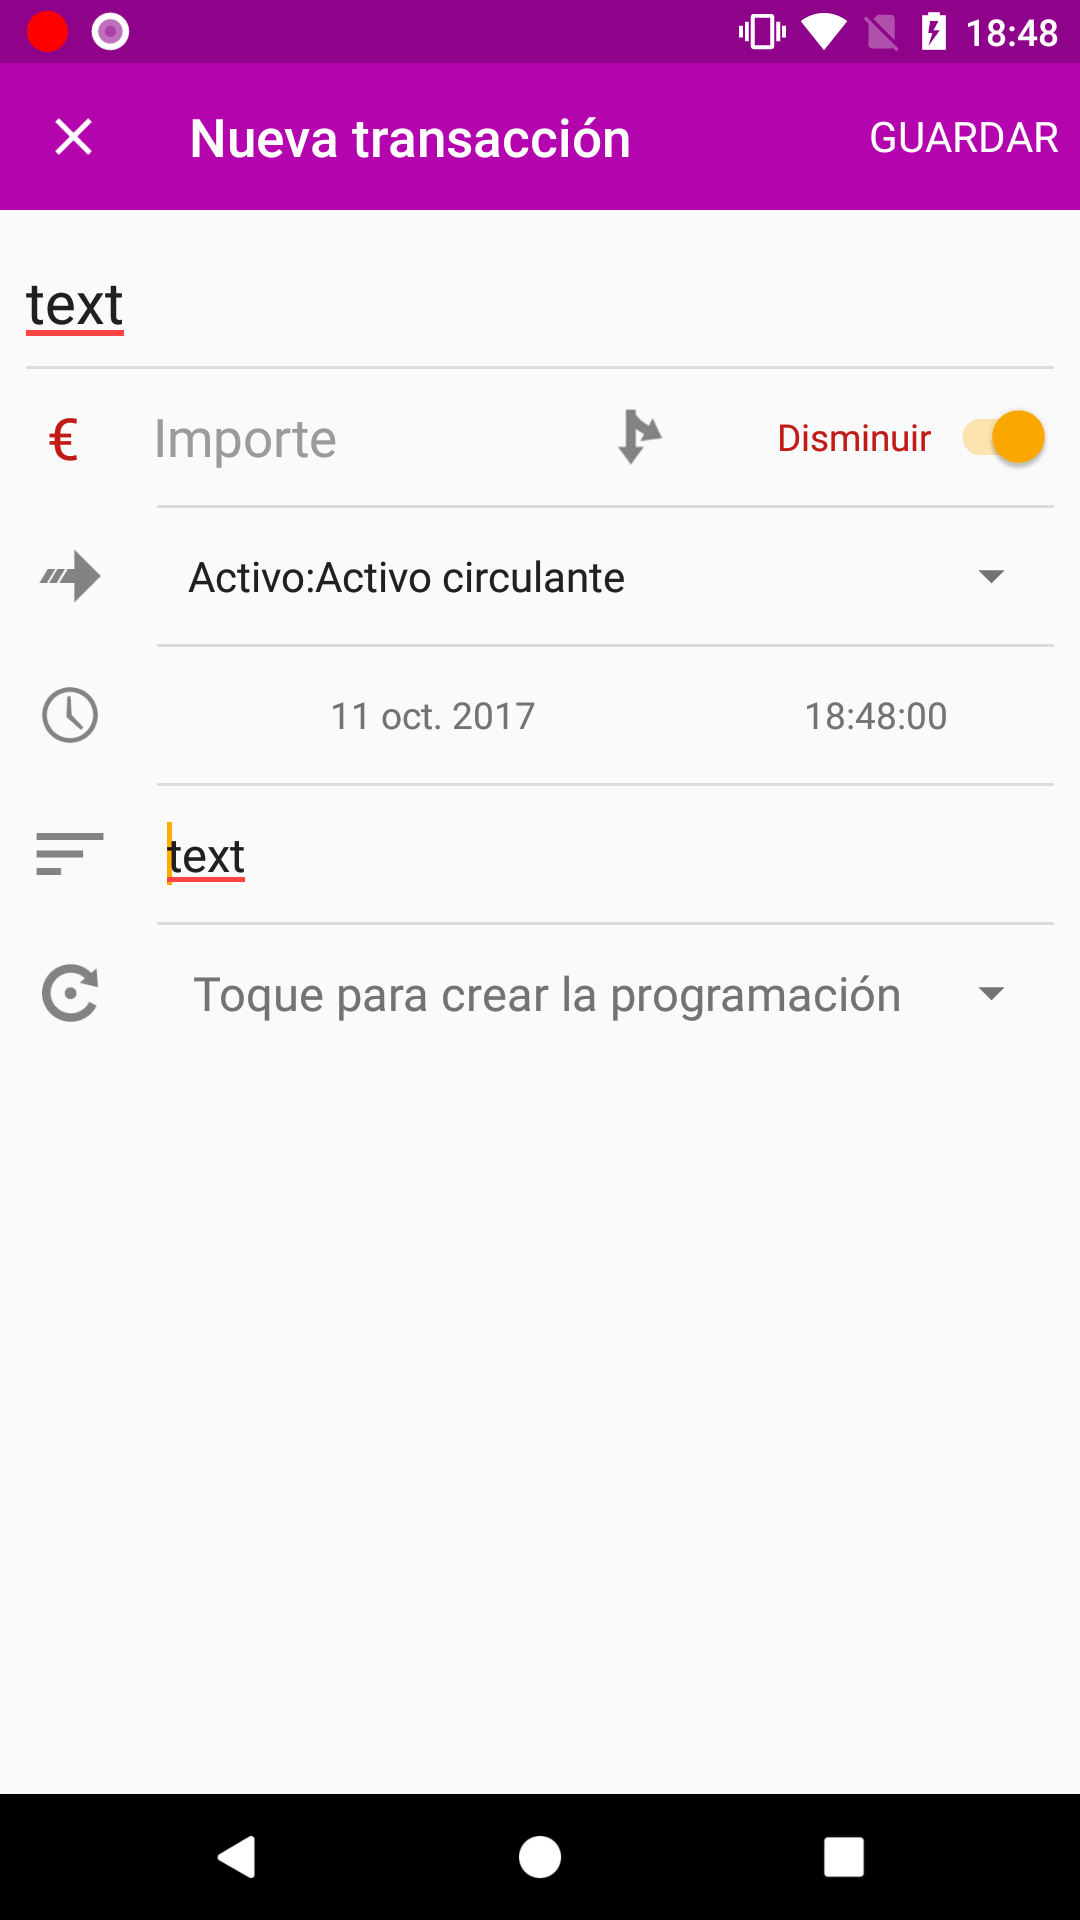 18:48
Nueva transacción
GUARDAR
text
€ Importe Disminuir
Activo:Activo circulante
11 oct. 2017 18:48:00
text
Toque para crear la programación